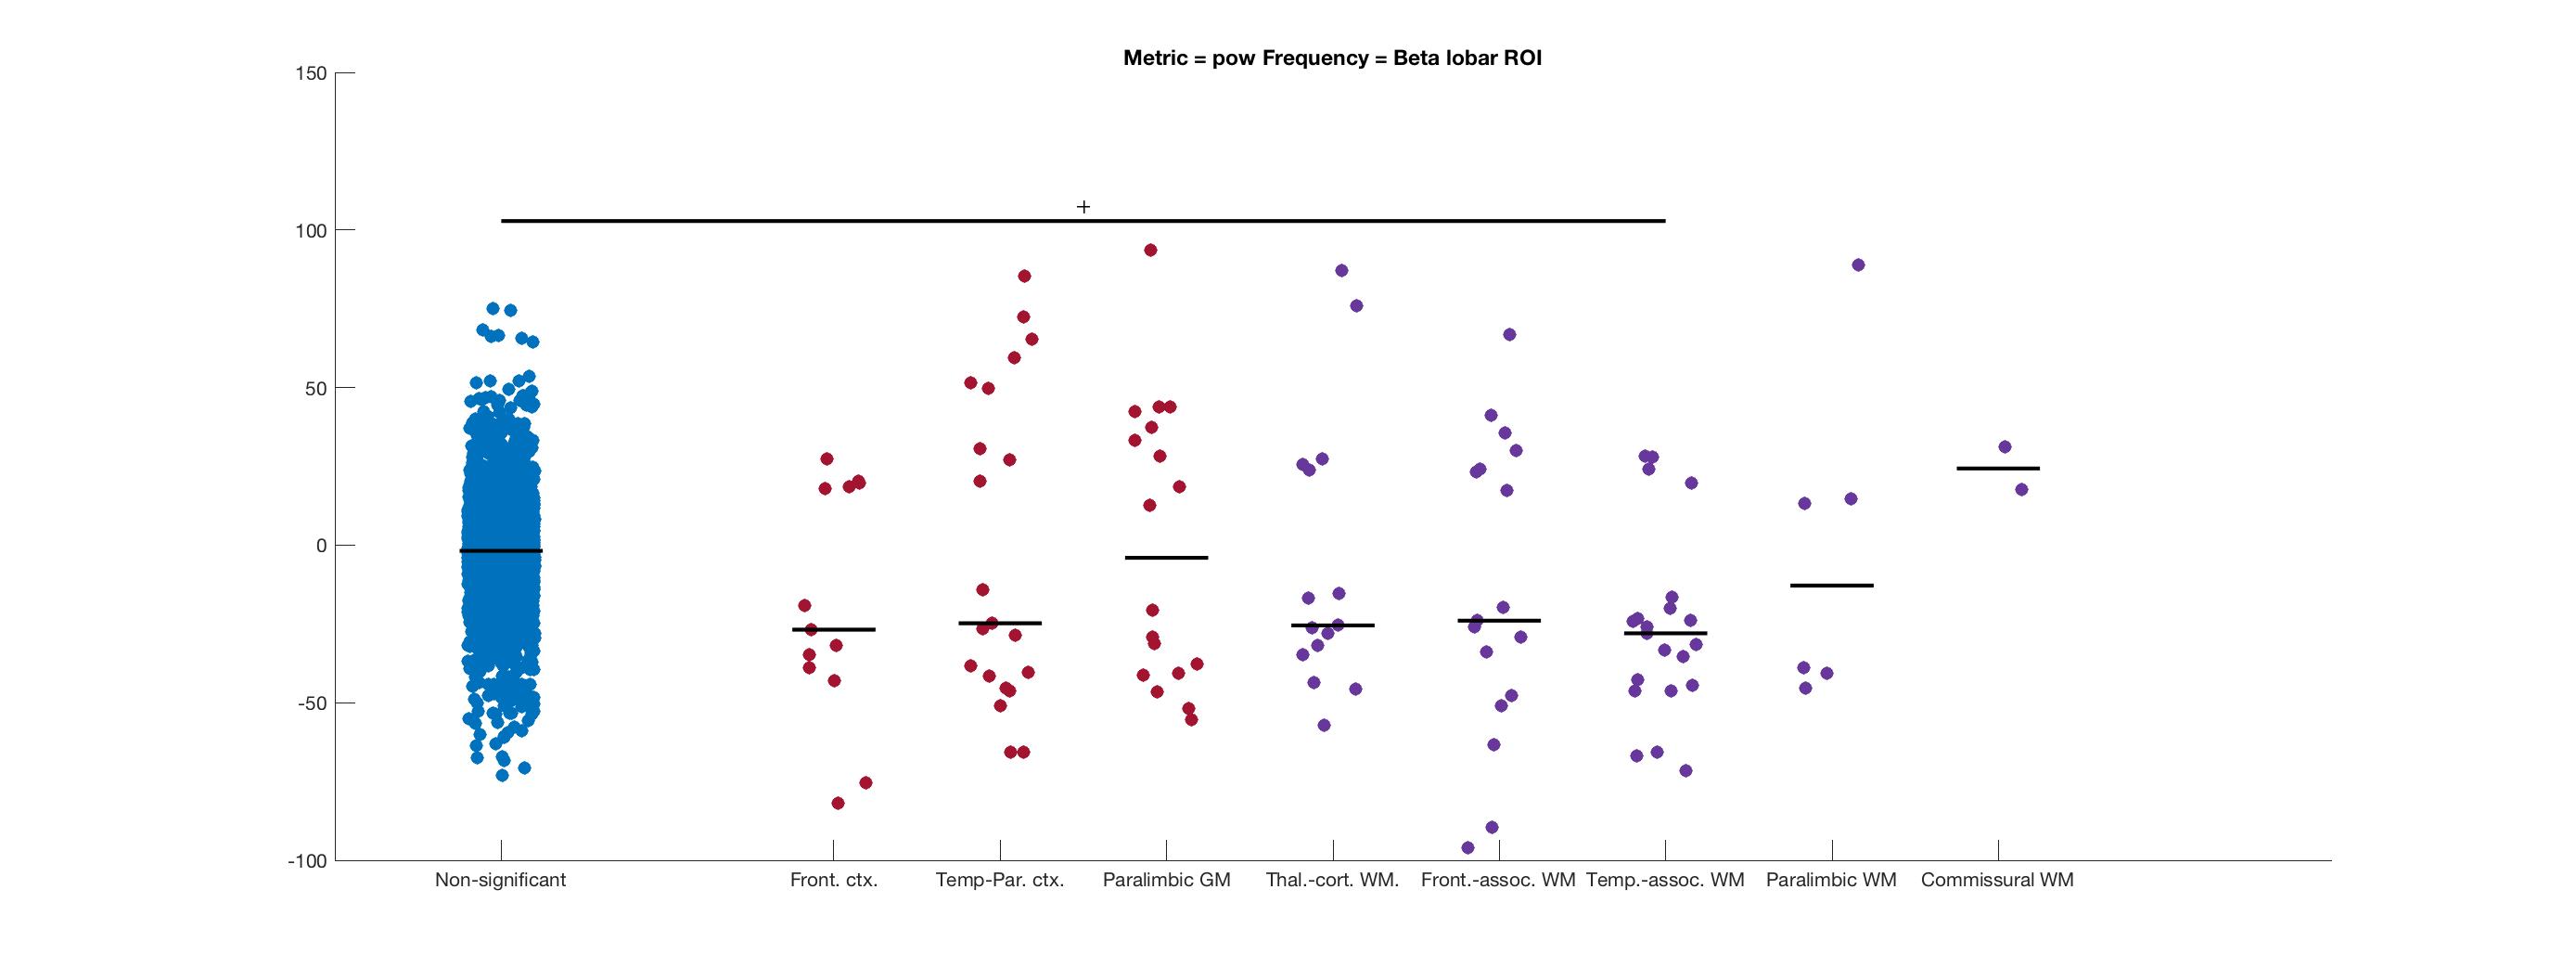 Metric = pow Frequency = Beta lobar ROI
150
100
50
0
-50
-100
+
Non-significant
Front. ctx.
Temp-Par. ctx.
Paralimbic GM
Thal.-cort. WM.
Front.-assoc. WM
Temp.-assoc. WM
Paralimbic WM
Commissural WM